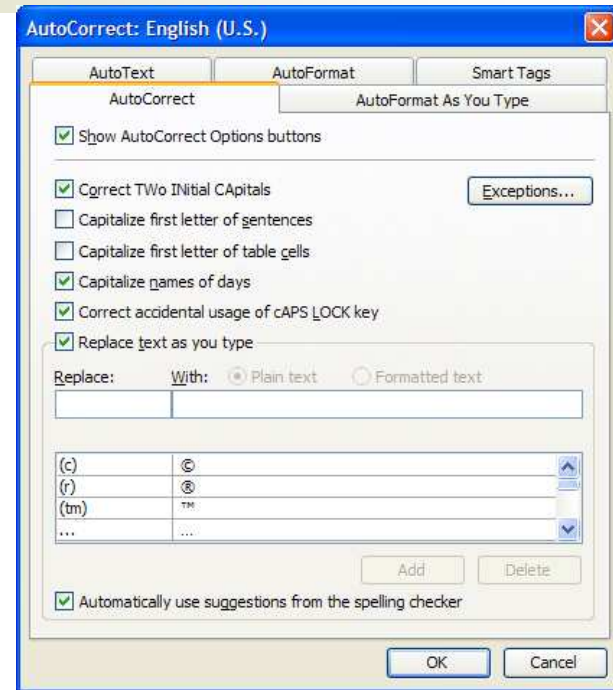 AutoCorrect: English (U.S.)
AutoText AutoFormat Smart Tags
AutoCorrect AutoFormat As You Type
Show AutoCorrect Options buttons
Correct TWo INitial CApitals Exceptions...
Capitalize first letter of sentences
Capitalize first letter of table cells
Capitalize names of days
Correct accidental usage of cAPS LOCK key
Replace text as you type
Replace: With: Plain text Formatted text
(c) ©
(r) ®
(tm) ™
... ...
Add Delete
Automatically use suggestions from the spelling checker
OK Cancel